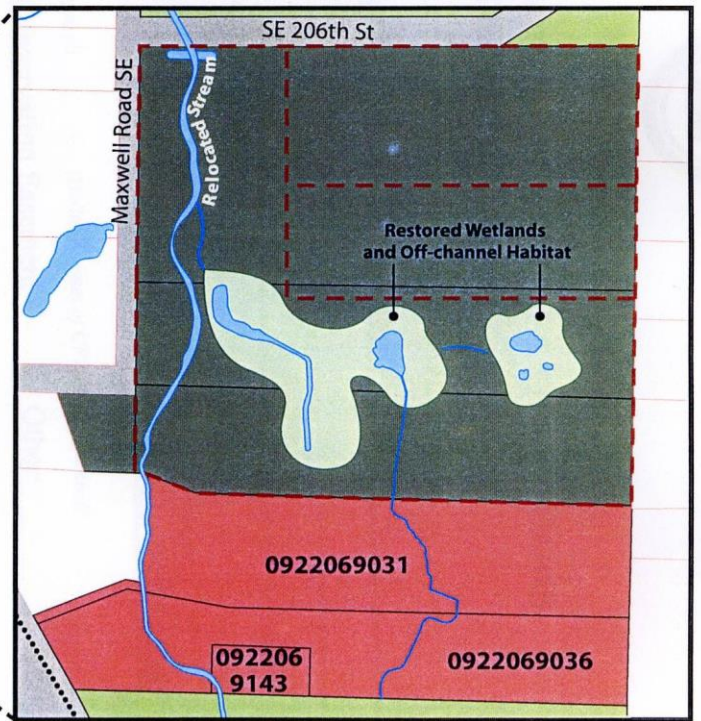 SE 206th St
Maxwell Road SE
Relocated Stream
Restored Wetlands
and Off-channel Habitat
0922069031
092206
9143
0922069036